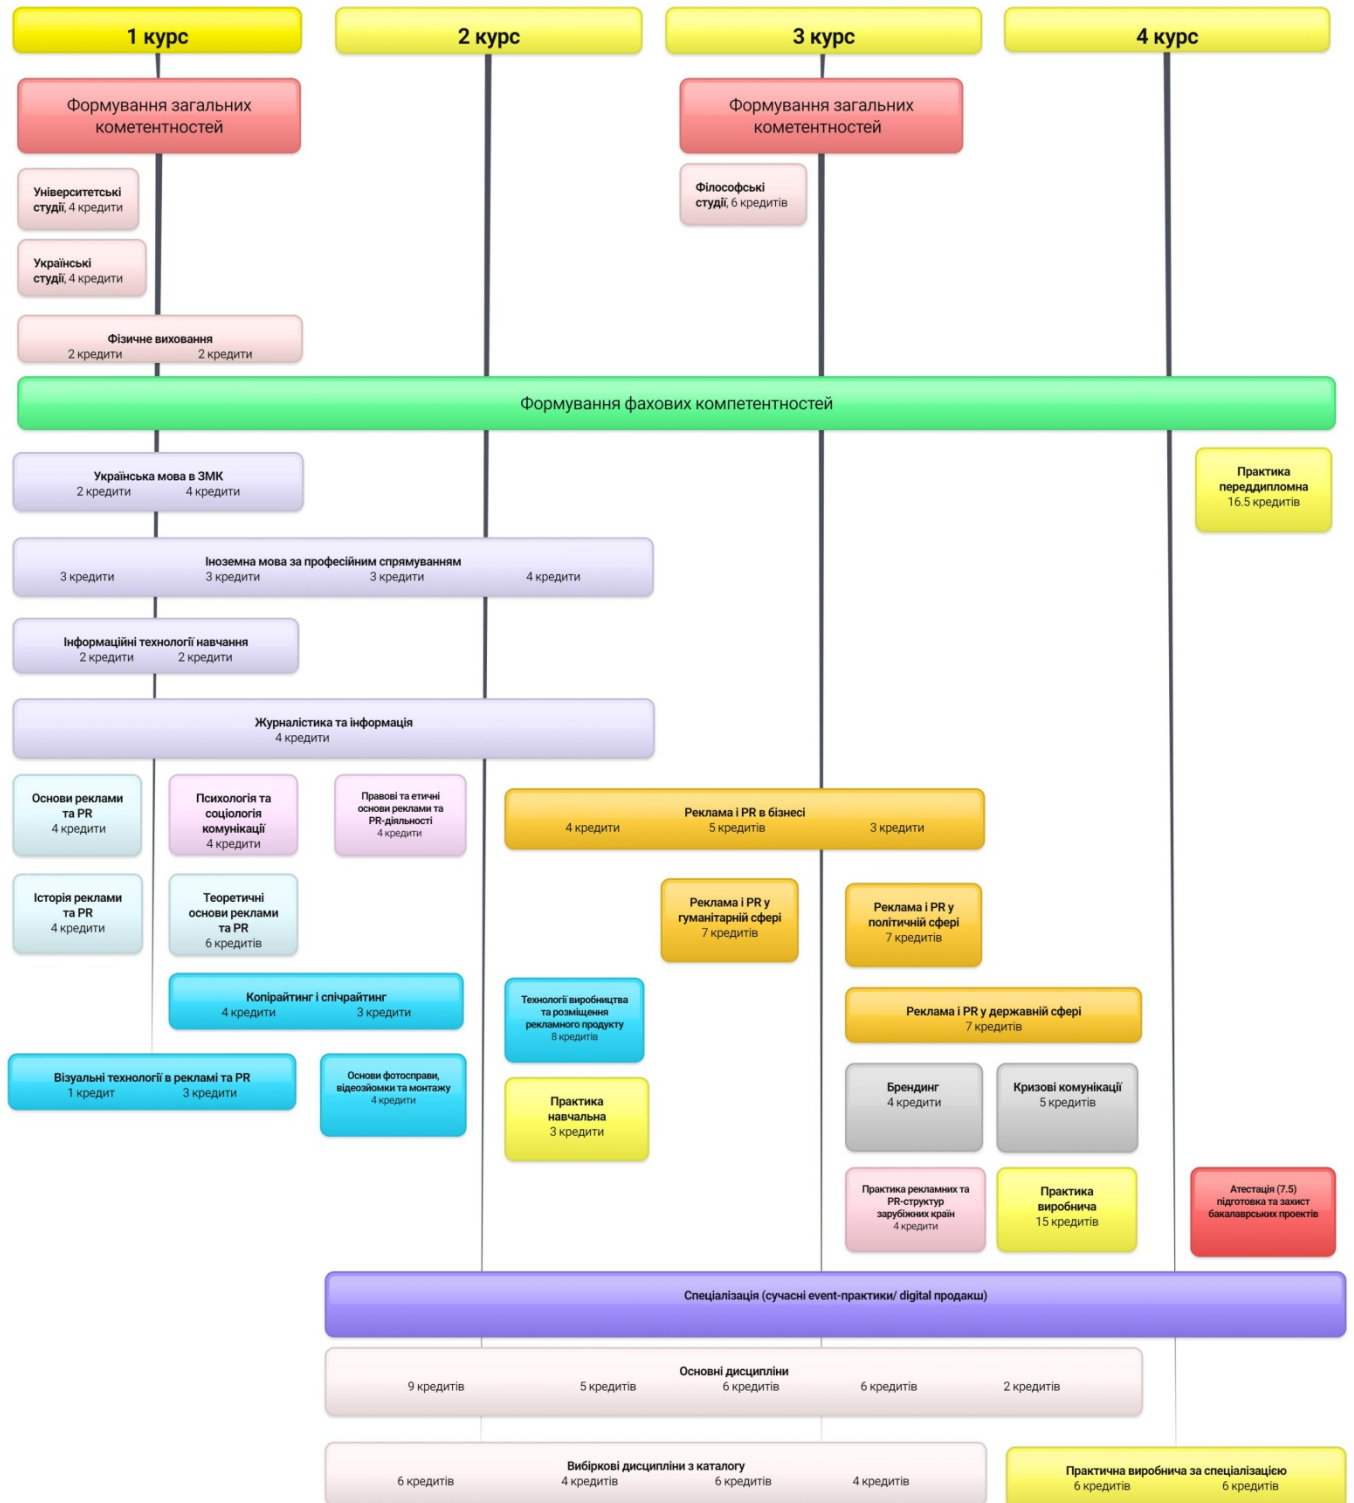 1 курс
2 курс
3 курс
4 курс
Формування загальних
кометентностей
Формування загальних
кометентностей
Університетські
студії, 4 кредити
Філософські
студії, 6 кредитів
Українські
студії, 4 кредити
Фізичне виховання
2 кредити 2 кредити
Формування фахових компетентностей
Українська мова в ЗМК
2 кредити 4 кредити
Практика
переддипломна
16.5 кредитів
Іноземна мова за професійним спрямуванням
3 кредити 3 кредити 3 кредити 4 кредити
Інформаційні технології навчання
2 кредити 2 кредити
Журналістика та інформація
4 кредити
Основи реклами
та PR
4 кредити
Психологія та
соціологія
комунікації
4 кредити
Правові та етичні
основи реклами та
PR-діяльності
4 кредити
Реклама і PR в бізнесі
4 кредити 5 кредитів 3 кредити
Історія реклами
та PR
4 кредити
Теоретичні
основи реклами
та PR
6 кредитів
Реклама і PR у
гуманітарній сфері
7 кредитів
Реклама і PR у
політичній сфері
7 кредитів
Копірайтинг і спічрайтинг
4 кредити 3 кредити
Технології виробництва
та розміщення
рекламного продукту
8 кредитів
Реклама і PR у державній сфері
7 кредитів
Візуальні технології в рекламі та PR
1 кредит 3 кредити
Основи фотосправи,
відеозйомки та монтажу
4 кредити
Практика
навчальна
3 кредити
Брендинг
4 кредити
Кризові комунікації
5 кредитів
Практика рекламних та
PR-структур
зарубіжних країн
4 кредити
Практика
виробнича
15 кредитів
Атестація (7.5)
підготовка та захист
бакалаврських проектів
Спеціалізація (сучасні event-практики/ digital продакш)
Основні дисципліни
9 кредитів 5 кредитів 6 кредитів 6 кредитів 2 кредити
Вибіркові дисципліни з каталогу
6 кредитів 4 кредитів 6 кредитів 4 кредитів
Практична виробнича за спеціалізацією
6 кредитів 6 кредитів